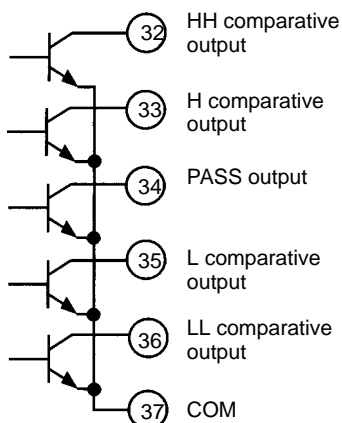 32 HH comparative
output
33 H comparative
output
34 PASS output
35 L comparative
output
36 LL comparative
output
37 COM